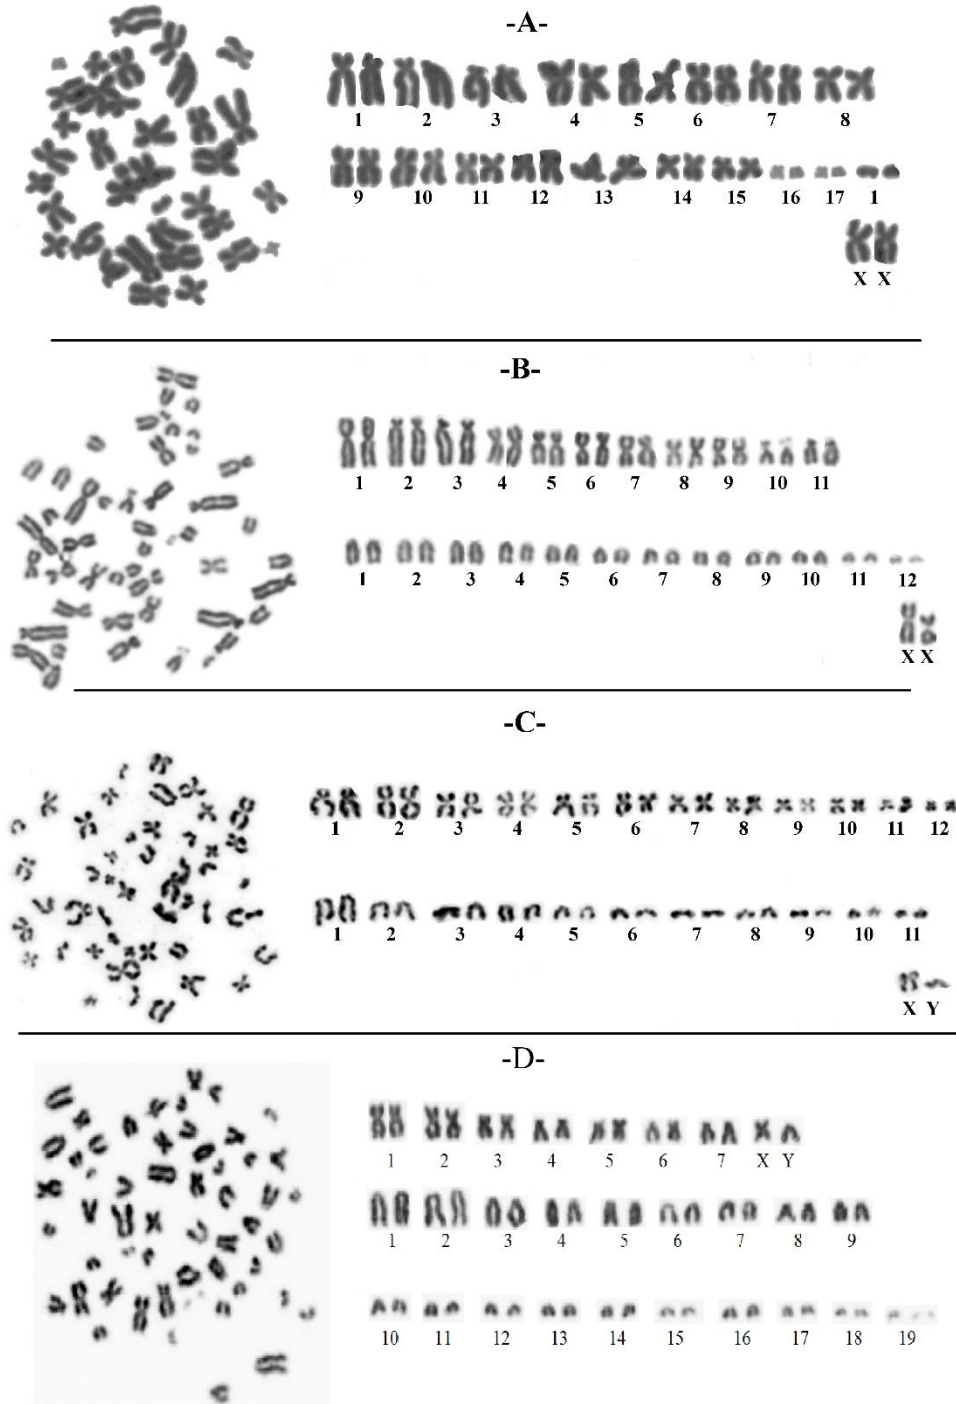 -A-
1 2 3 4 5 6 7 8
9 10 11 12 13 14 15 16 17 1
X X
-B-
1 2 3 4 5 6 7 8 9 10 11
1 2 3 4 5 6 7 8 9 10 11 12
X X
-C-
1 2 3 4 5 6 7 8 9 10 11 12
1 2 3 4 5 6 7 8 9 10 11
X Y
-D-
1 2 3 4 5 6 7 X Y
1 2 3 4 5 6 7 8 9
10 11 12 13 14 15 16 17 18 19